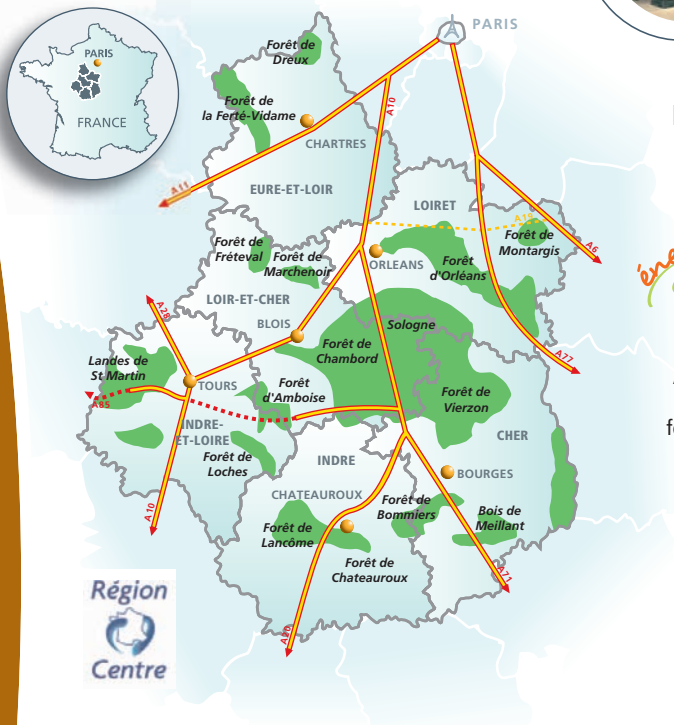 PARIS
PARIS
FRANCE
Forêt de
Dreux
Forêt de
la Ferté-Vidame
A10
CHARTRES
A11
EURE-ET-LOIR
LOIRET
A19
Forêt de
Montargis
A6
Forêt de
Fréteval
Forêt de
Marchenoir
ORLEANS
Forêt
d'Orléans
LOIR-ET-CHER
A28
BLOIS
Sologne
Forêt de
Chambord
A77
Landes de
St Martin
TOURS
Forêt
d'Amboise
Forêt de
Vierzon
A85
INDRE-
ET-LOIRE
CHER
Forêt de
Loches
INDRE
BOURGES
CHATEAUROUX
Forêt de
Bommiers
Bois de
Meillant
A10
Forêt de
Lancôme
Forêt de
Chateauroux
A71
A20
Région
Centre